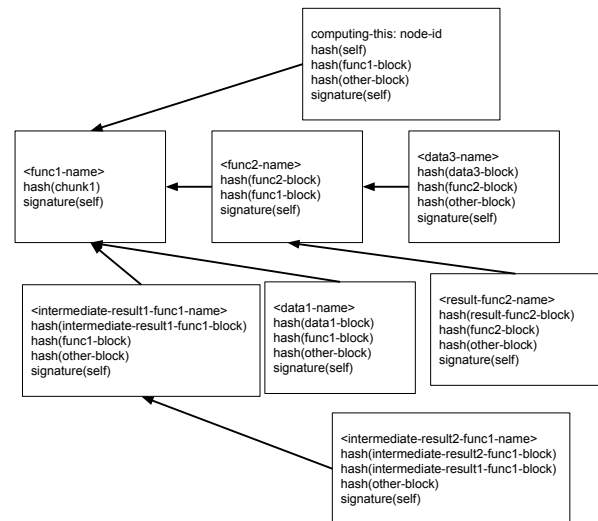 computing-this: node-id
hash(self)
hash(func1-block)
hash(other-block)
signature(self)
<func1-name>
hash(chunk1)
signature(self)
<func2-name>
hash(func2-block)
hash(func1-block)
signature(self)
<data3-name>
hash(data3-block)
hash(func2-block)
hash(other-block)
signature(self)
<intermediate-result1-func1-name>
hash(intermediate-result1-func1-block)
hash(func1-block)
hash(other-block)
signature(self)
<data1-name>
hash(data1-block)
hash(func1-block)
hash(other-block)
signature(self)
<result-func2-name>
hash(result-func2-block)
hash(func2-block)
hash(other-block)
signature(self)
<intermediate-result2-func1-name>
hash(intermediate-result2-func1-block)
hash(intermediate-result1-func1-block)
hash(other-block)
signature(self)